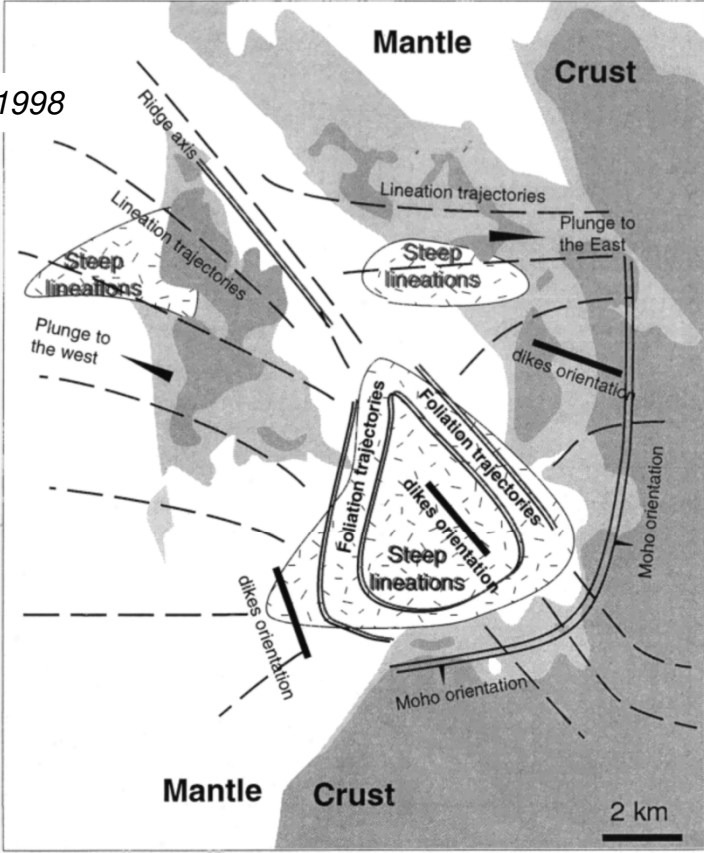 Mantle
Crust
1998
Ridge axis
Lineation trajectories
Lineation trajectories
Plunge to
the East
Steep
lineations
Steep
lineations
Plunge to
the west
dikes orientation
Foliation trajectories
Foliation trajectories
dikes orientation
Steep
lineations
Moho orientation
dikes orientation
Moho orientation
Mantle
Crust
2 km